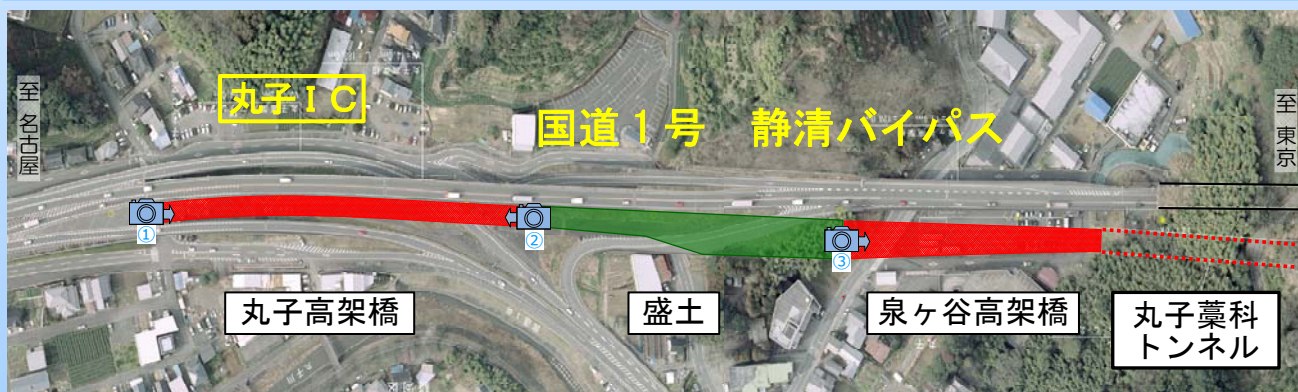 至 名古屋
丸子ＩＣ
国道１号　静清バイパス
至 東京
①
②
③
丸子高架橋
盛土
泉ヶ谷高架橋
丸子藁科
トンネル